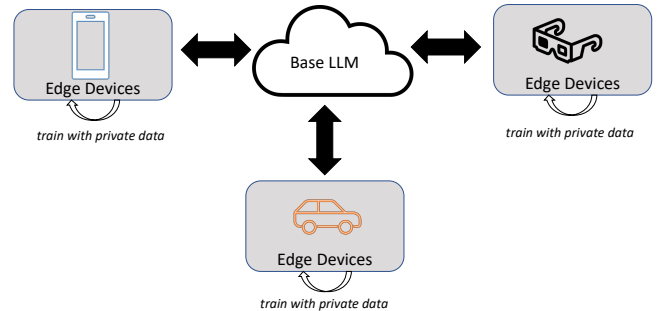 Base LLM
Edge Devices
train with private data
Edge Devices
train with private data
Edge Devices
train with private data